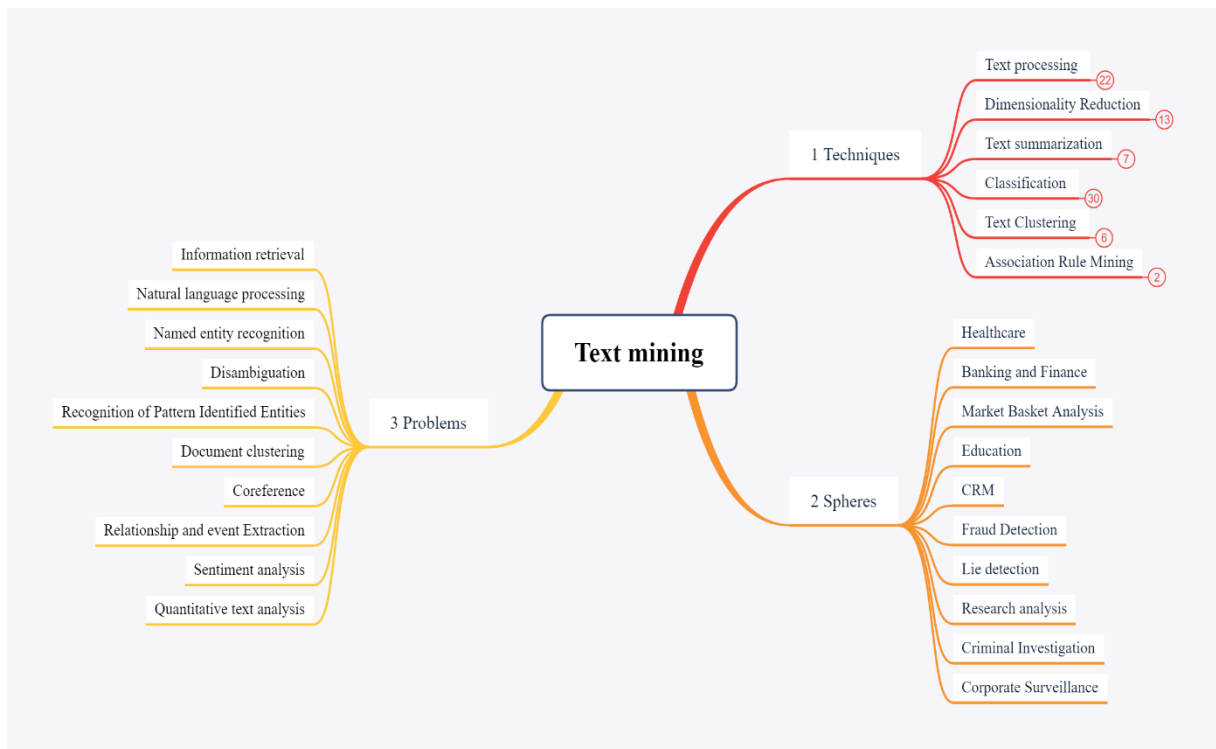 Text mining
1 Techniques
Text processing
22
Dimensionality Reduction
13
Text summarization
7
Classification
30
Text Clustering
6
Association Rule Mining
2
2 Spheres
Healthcare
Banking and Finance
Market Basket Analysis
Education
CRM
Fraud Detection
Lie detection
Research analysis
Criminal Investigation
Corporate Surveillance
3 Problems
Information retrieval
Natural language processing
Named entity recognition
Disambiguation
Recognition of Pattern Identified Entities
Document clustering
Coreference
Relationship and event Extraction
Sentiment analysis
Quantitative text analysis